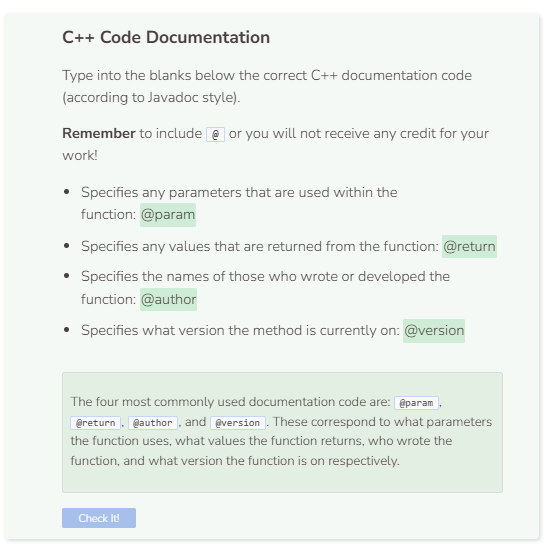 C++ Code Documentation
Type into the blanks below the correct C++ documentation code
(according to Javadoc style).
Remember to include @ or you will not receive any credit for your
work!
• Specifies any parameters that are used within the
function: @param
• Specifies any values that are returned from the function: @return
• Specifies the names of those who wrote or developed the
function: @author
• Specifies what version the method is currently on: @version
The four most commonly used documentation code are: @param ,
@return , @author , and @version . These correspond to what parameters
the function uses, what values the function returns, who wrote the
function, and what version the function is on respectively.
Check It!